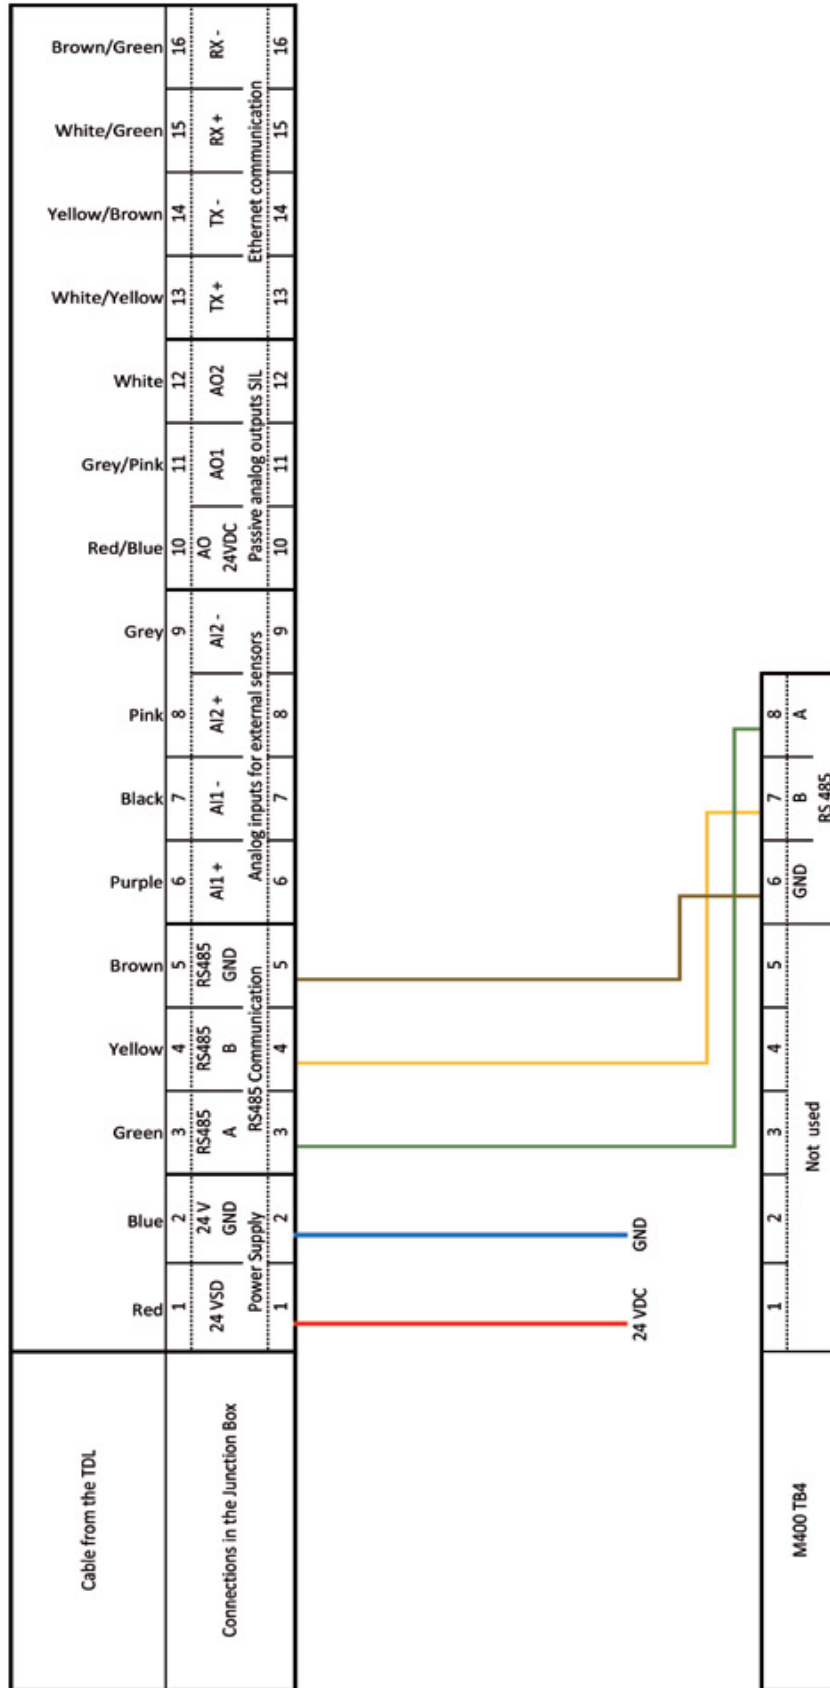 Brown/Green 16 RX - 16
White/Green 15 RX + 15
Yellow/Brown 14 TX - 14
White/Yellow 13 TX + 13
Ethernet communication
White 12 AO2 12
Grey/Pink 11 AO1 11
Red/Blue 10 AO 24VDC 10
Passive analog outputs SIL
Grey 9 AI2 - 9
Pink 8 AI2 + 8
Black 7 AI1 - 7
Purple 6 AI1 + 6
Analog inputs for external sensors
Brown 5 RS485 GND 5
Yellow 4 RS485 B 4
Green 3 RS485 A 3
RS485 Communication
Blue 2 24 V GND 2
Red 1 24 VSD 1
Power Supply
Cable from the TDL
Connections in the Junction Box
GND
24 VDC
8 A
7 B
6 GND
RS 485
5
4
3
2
1
Not used
M400 TB4